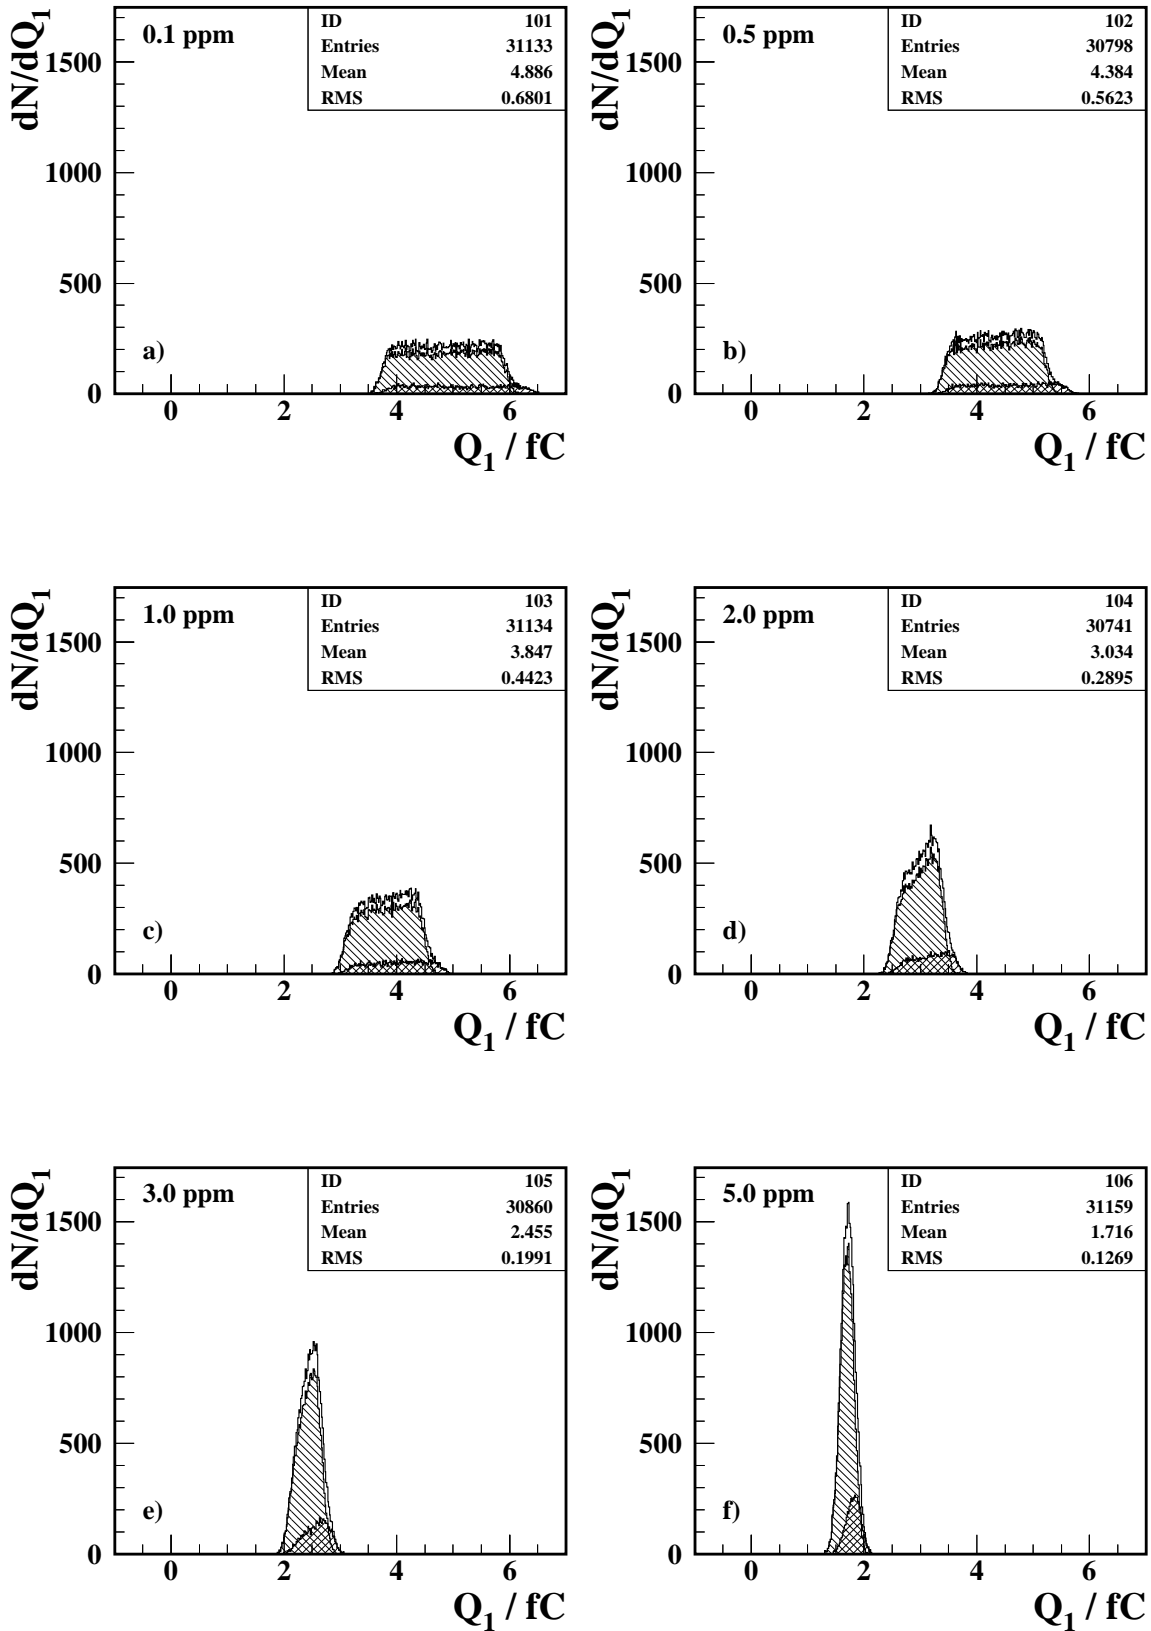 dN/dQ1
0.1 ppm
ID 101
Entries 31133
Mean 4.886
RMS 0.6801
1500
1000
500
0
a)
0 2 4 6
Q1 / fC
dN/dQ1
0.5 ppm
ID 102
Entries 30798
Mean 4.384
RMS 0.5623
1500
1000
500
0
b)
0 2 4 6
Q1 / fC
dN/dQ1
1.0 ppm
ID 103
Entries 31134
Mean 3.847
RMS 0.4423
1500
1000
500
0
c)
0 2 4 6
Q1 / fC
dN/dQ1
2.0 ppm
ID 104
Entries 30741
Mean 3.034
RMS 0.2895
1500
1000
500
0
d)
0 2 4 6
Q1 / fC
dN/dQ1
3.0 ppm
ID 105
Entries 30860
Mean 2.455
RMS 0.1991
1500
1000
500
0
e)
0 2 4 6
Q1 / fC
dN/dQ1
5.0 ppm
ID 106
Entries 31159
Mean 1.716
RMS 0.1269
1500
1000
500
0
f)
0 2 4 6
Q1 / fC